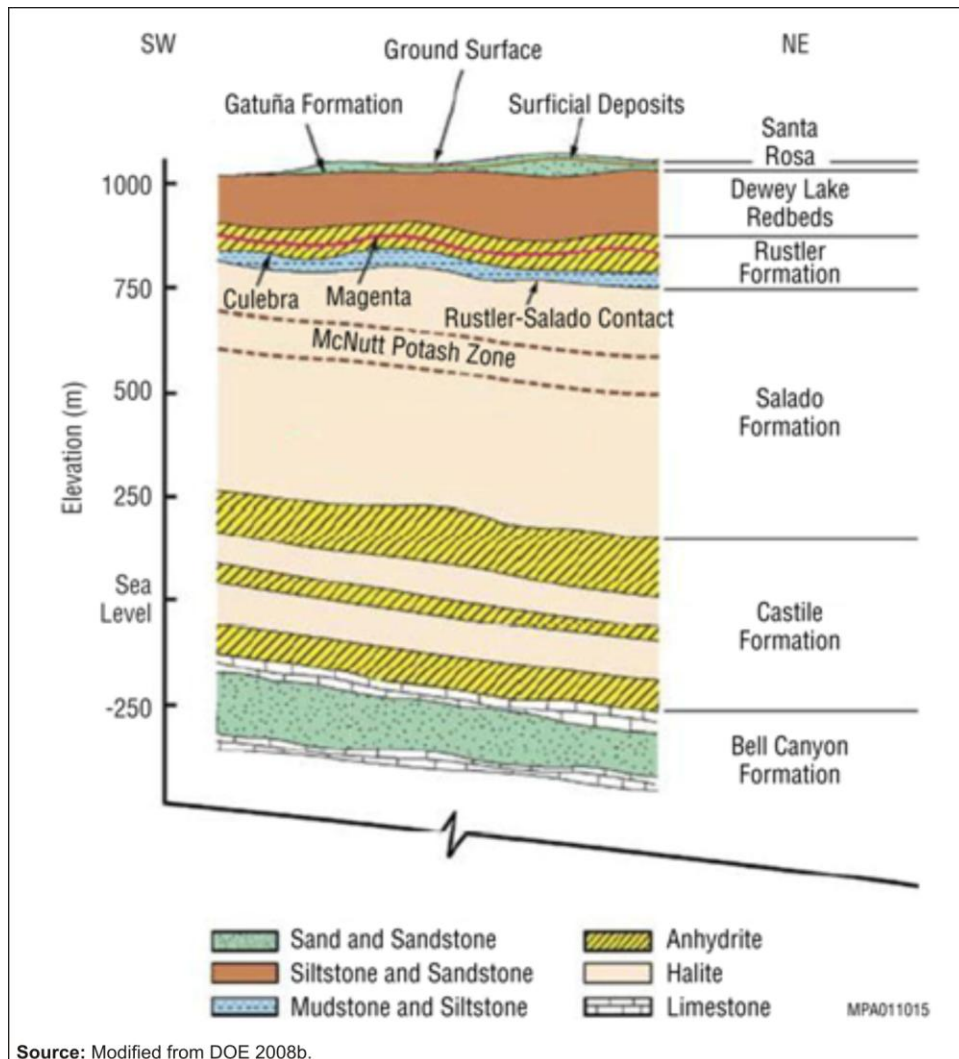 SW
NE
Ground Surface
Gatuña Formation
Surficial Deposits
Santa
Rosa
1000
Dewey Lake
Redbeds
Rustler
Formation
750
Culebra
Magenta
Rustler-Salado Contact
McNutt Potash Zone
500
Salado
Formation
Elevation (m)
250
Sea
Level
Castile
Formation
-250
Bell Canyon
Formation
Sand and Sandstone
Anhydrite
Siltstone and Sandstone
Halite
Mudstone and Siltstone
Limestone
MPA011015
Source: Modified from DOE 2008b.